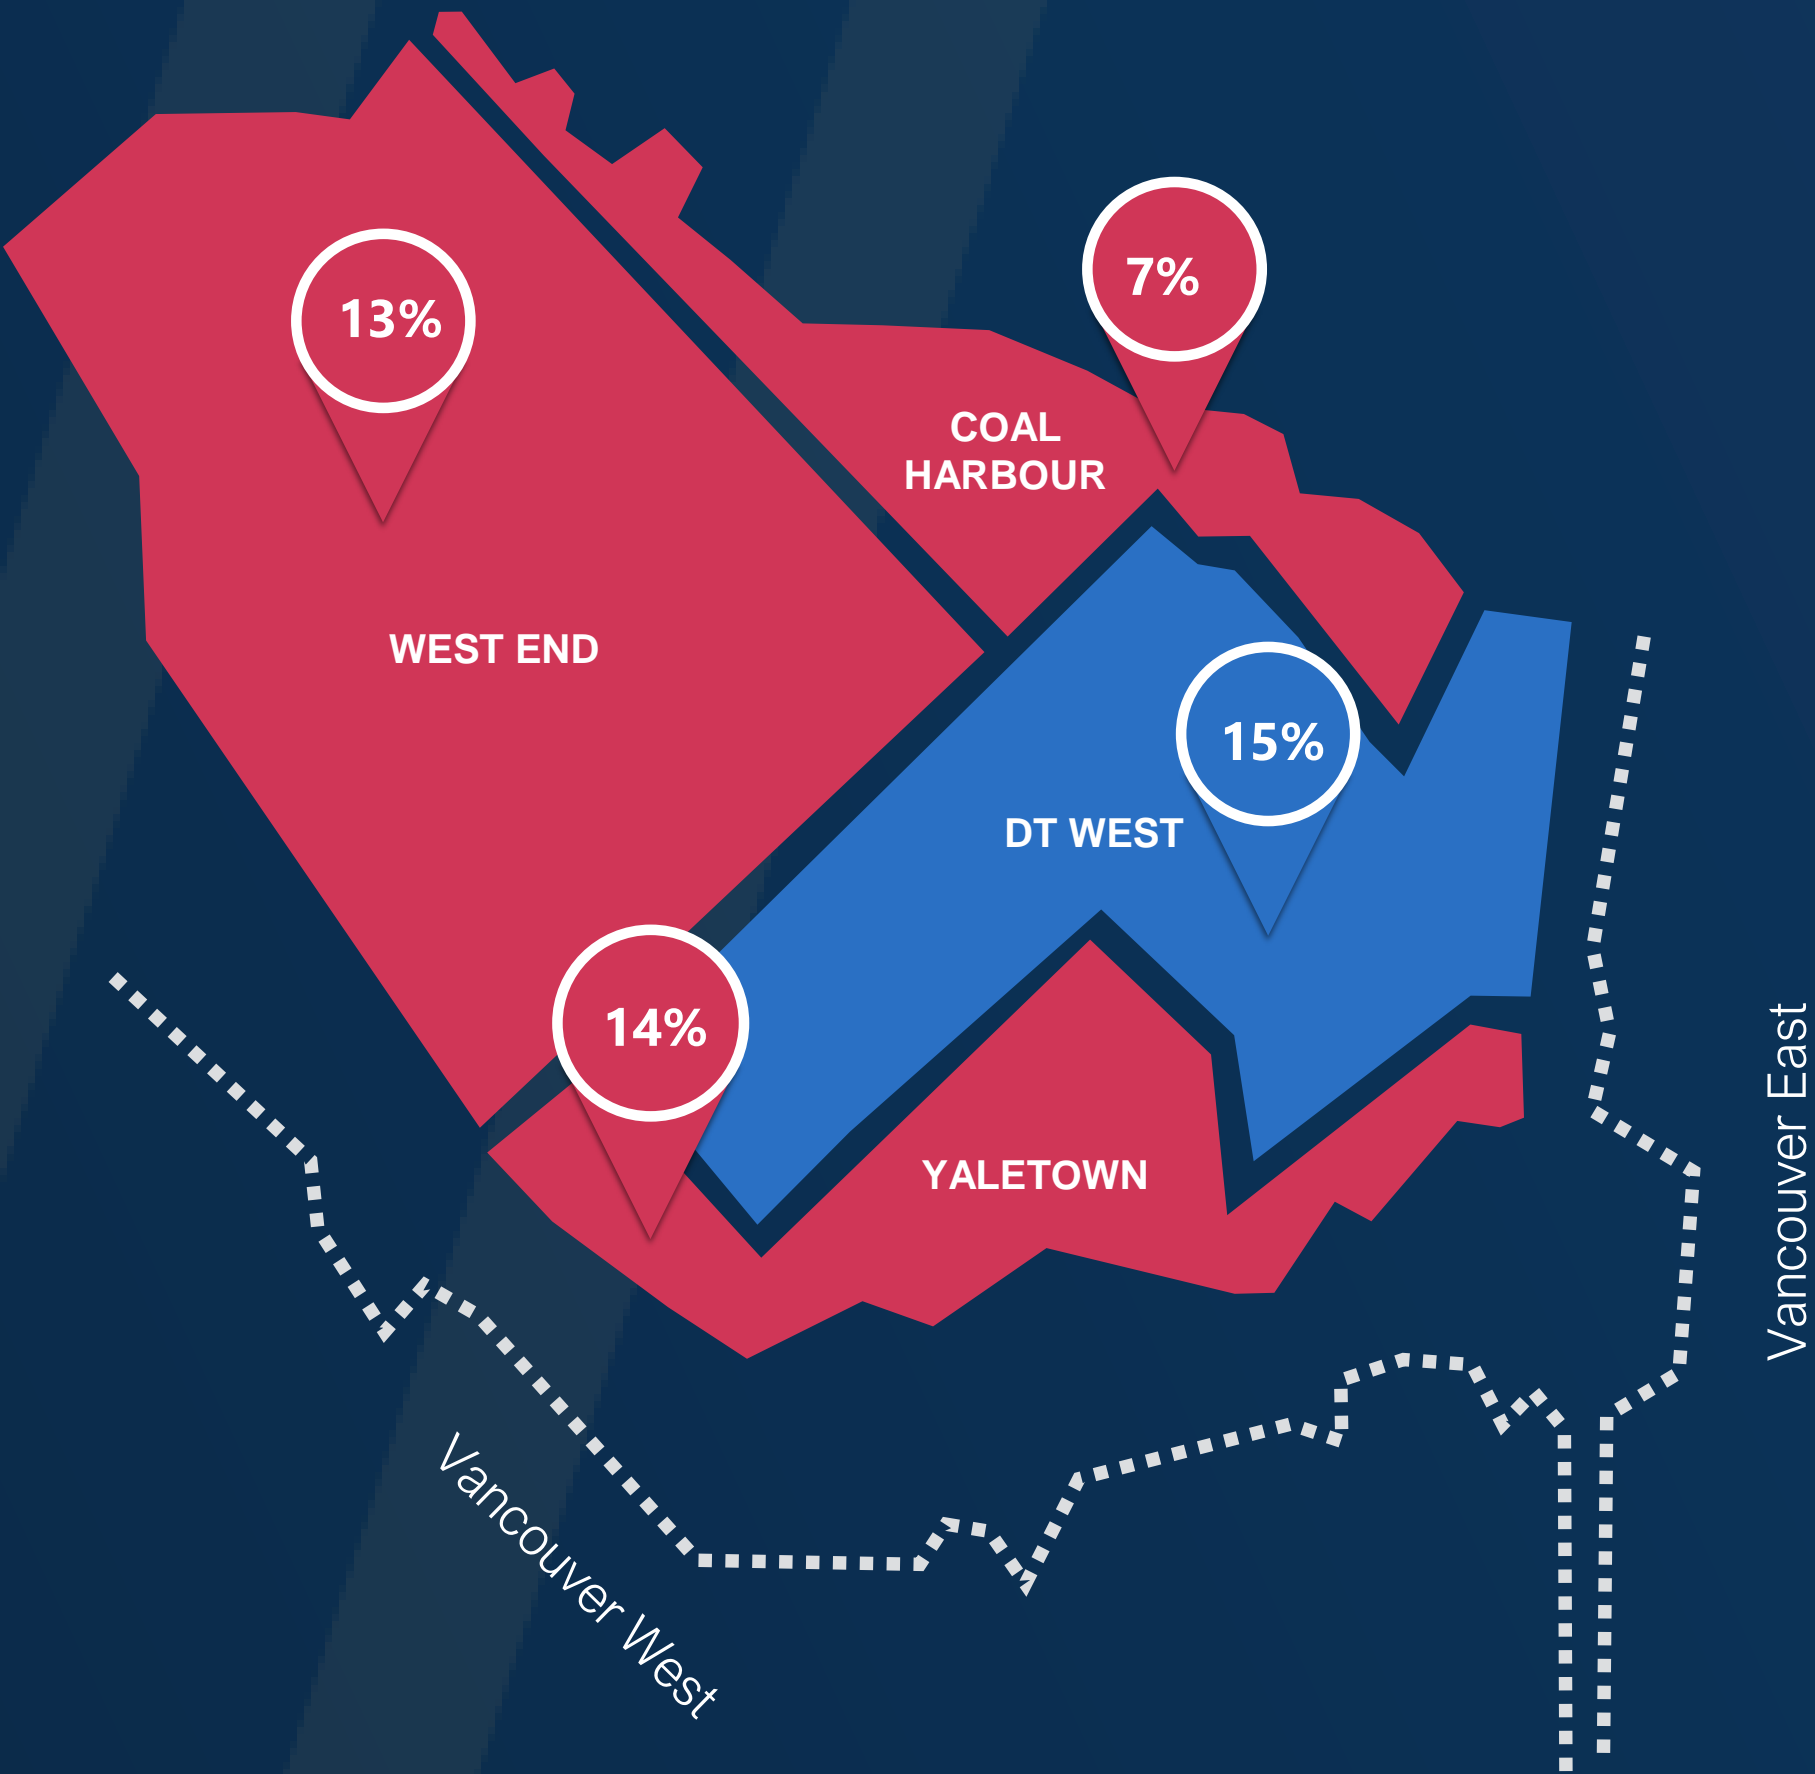 7%
13%
COAL
HARBOUR
WEST END
15%
DT WEST
14%
YALETOWN
Vancouver East
Vancouver West